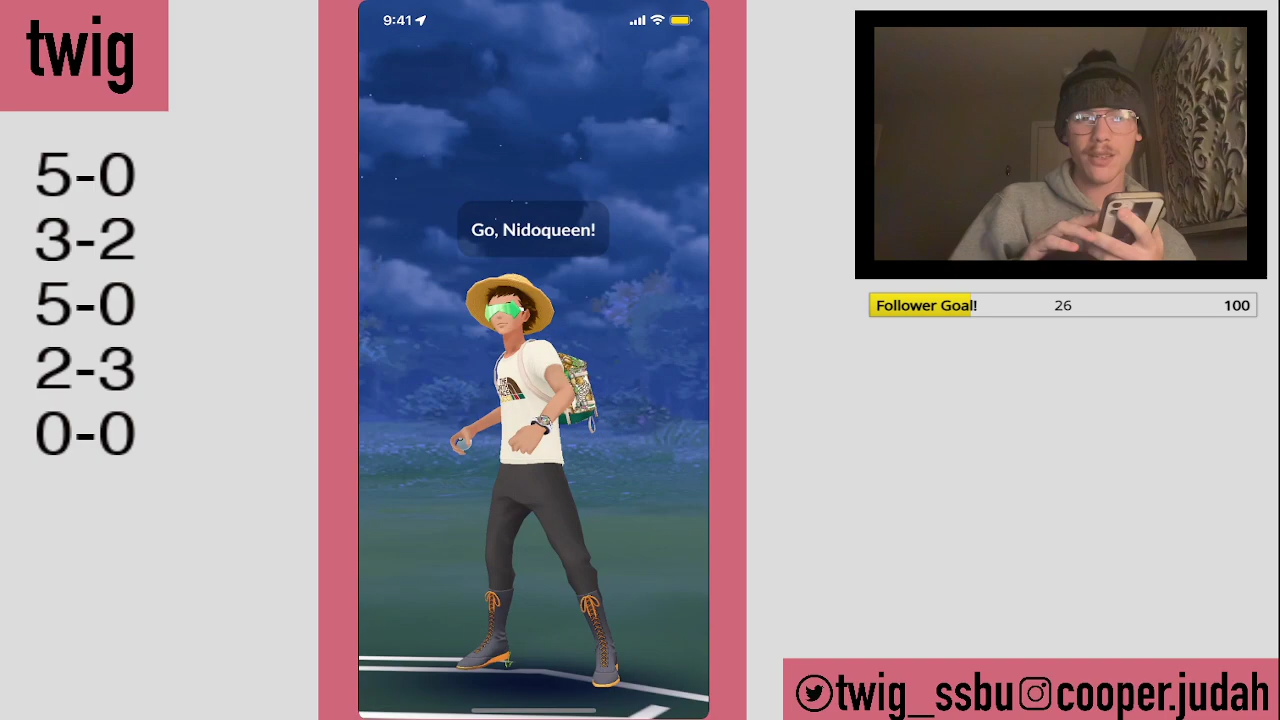 twig
5-0
3-2
5-0
2-3
0-0
9:41
Go, Nidoqueen!
Follower Goal! 26 100
twig_ssbu cooper.judah